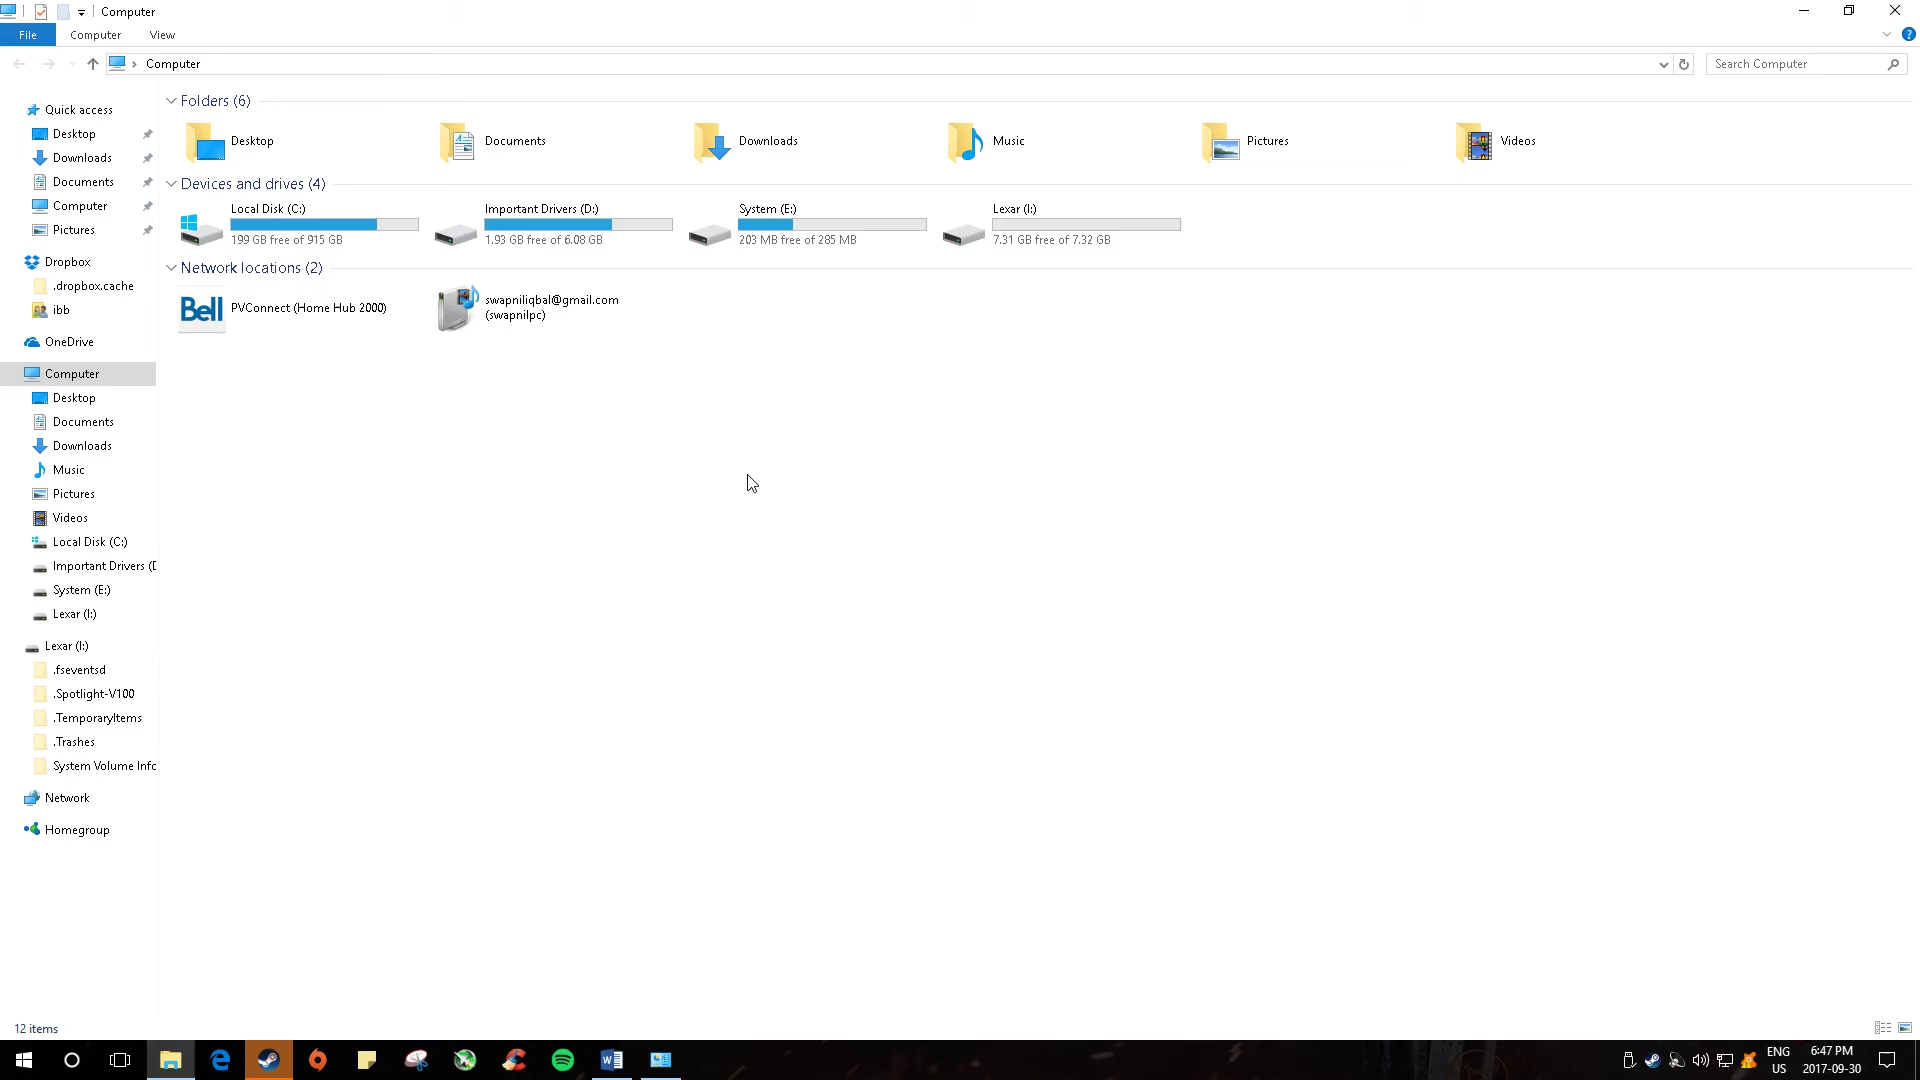 Computer
File
Computer
View
Computer
Search Computer
Quick access
Desktop
Downloads
Documents
Computer
Pictures
Dropbox
.dropbox.cache
ibb
OneDrive
Computer
Desktop
Documents
Downloads
Music
Pictures
Videos
Local Disk (C:)
Important Drivers (D
System (E:)
Lexar (I:)
Lexar (I:)
.fseventsd
.Spotlight-V100
.TemporaryItems
.Trashes
System Volume Info
Network
Homegroup
Folders (6)
Desktop
Documents
Downloads
Music
Pictures
Videos
Devices and drives (4)
Local Disk (C:)
199 GB free of 915 GB
Important Drivers (D:)
1.93 GB free of 6.08 GB
System (E:)
203 MB free of 285 MB
Lexar (I:)
7.31 GB free of 7.32 GB
Network locations (2)
Bell
PVConnect (Home Hub 2000)
swapniliqbal@gmail.com
(swapnilpc)
12 items
ENG
US
6:47 PM
2017-09-30